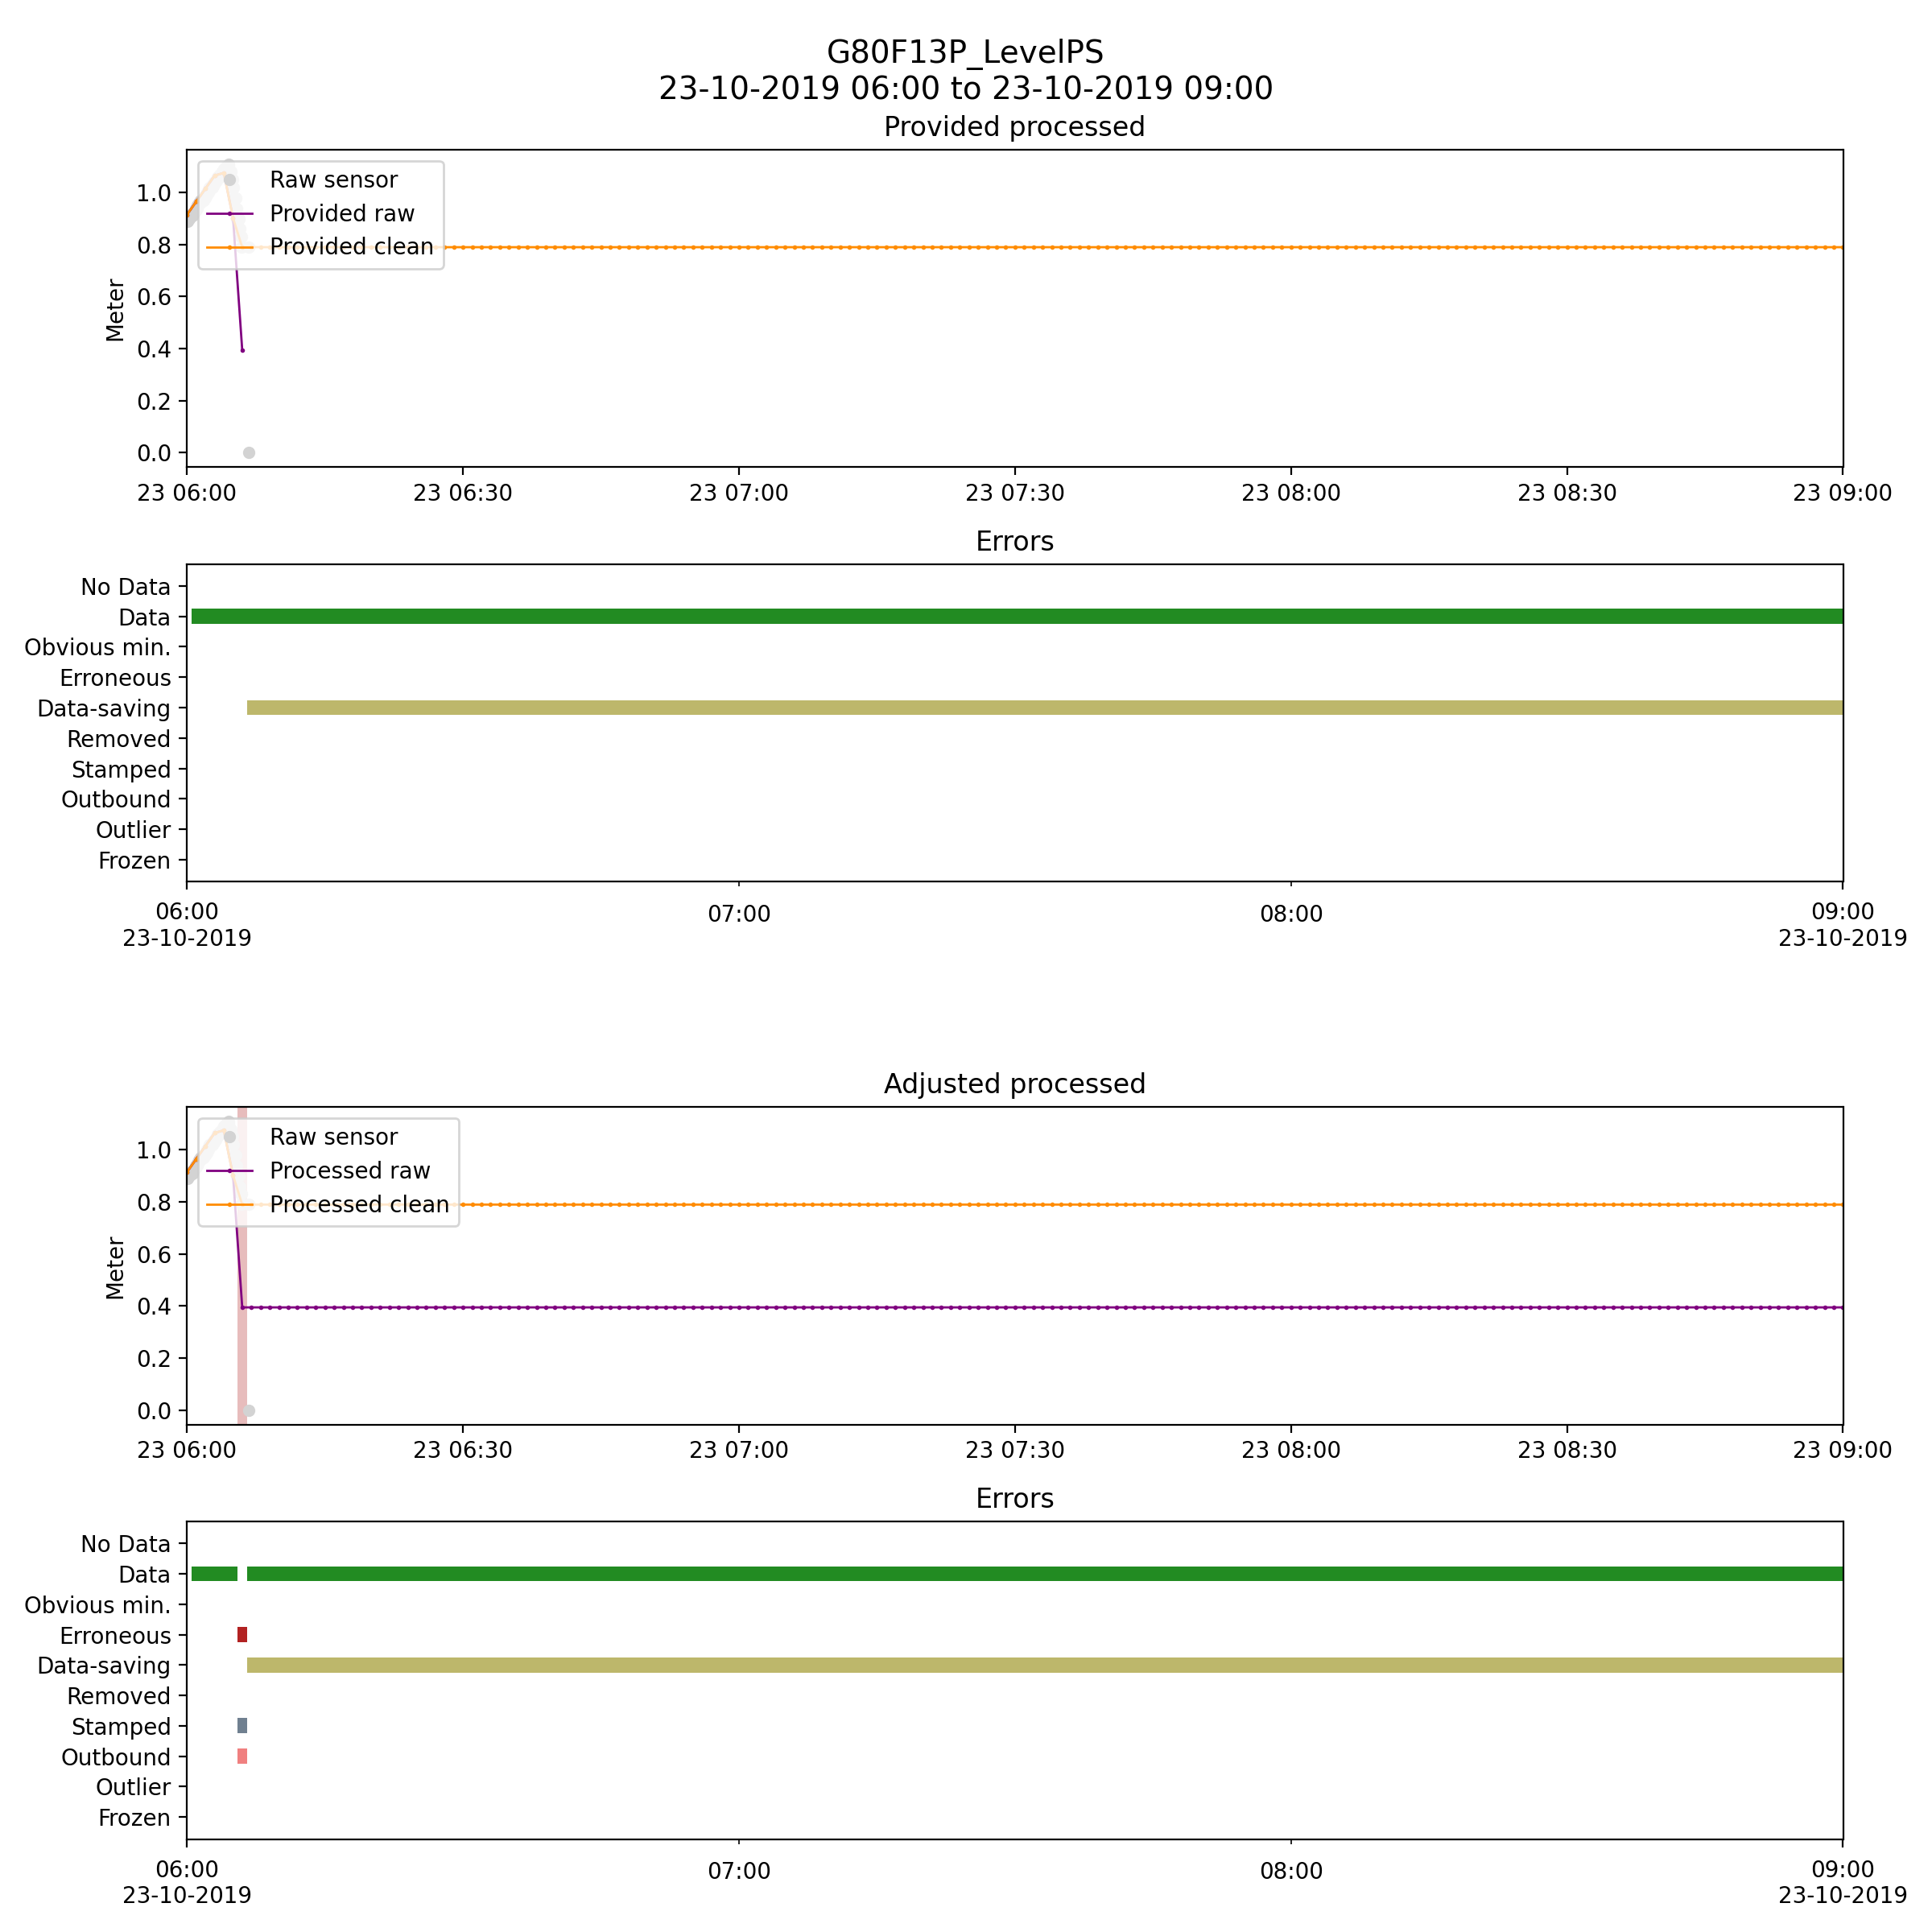 G80F13P_LevelPS
23-10-2019 06:00 to 23-10-2019 09:00
Provided processed
Raw sensor
Provided raw
Provided clean
Meter
1.0
0.8
0.6
0.4
0.2
0.0
23 06:00 23 06:30 23 07:00 23 07:30 23 08:00 23 08:30 23 09:00
Errors
No Data
Data
Obvious min.
Erroneous
Data-saving
Removed
Stamped
Outbound
Outlier
Frozen
06:00 07:00 08:00 09:00
23-10-2019 23-10-2019
Adjusted processed
Raw sensor
Processed raw
Processed clean
Meter
1.0
0.8
0.6
0.4
0.2
0.0
23 06:00 23 06:30 23 07:00 23 07:30 23 08:00 23 08:30 23 09:00
Errors
No Data
Data
Obvious min.
Erroneous
Data-saving
Removed
Stamped
Outbound
Outlier
Frozen
06:00 07:00 08:00 09:00
23-10-2019 23-10-2019